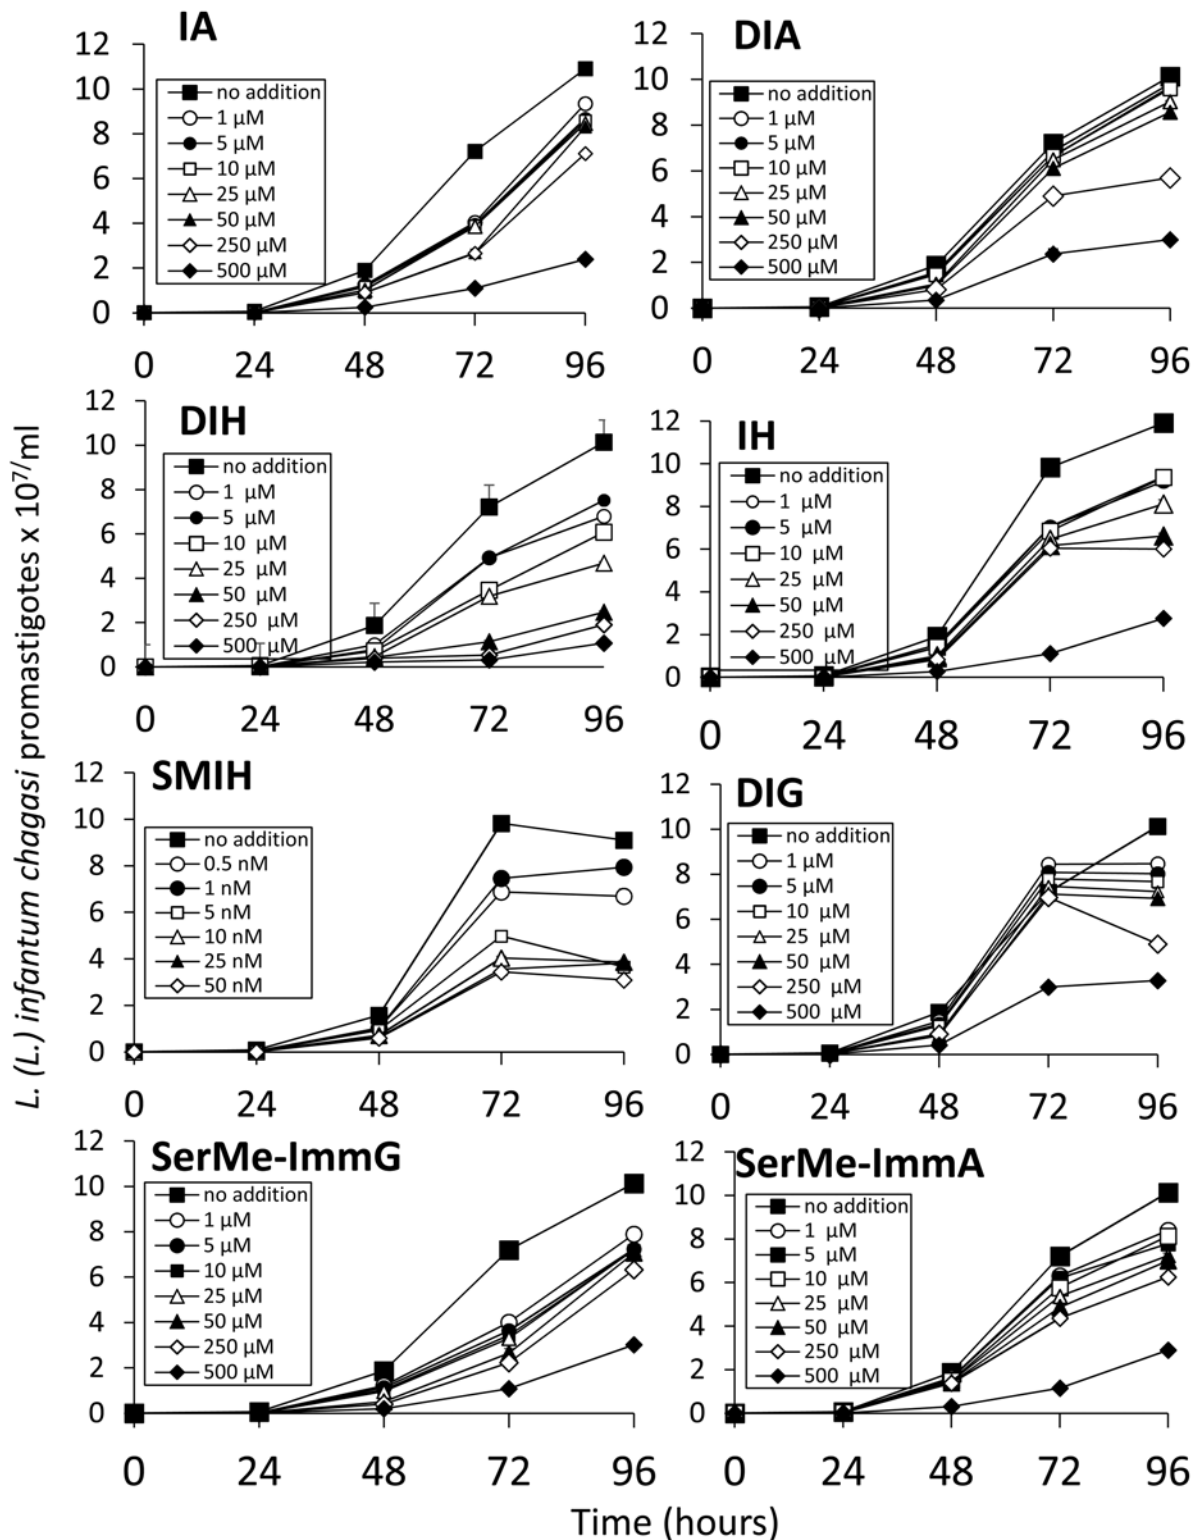 IA
12
10
8
6
4
2
0
no addition
1 µM
5 µM
10 µM
25 µM
50 µM
250 µM
500 µM
0 24 48 72 96
DIA
12
10
8
6
4
2
0
no addition
1 µM
5 µM
10 µM
25 µM
50 µM
250 µM
500 µM
0 24 48 72 96
DIH
12
10
8
6
4
2
0
no addition
1 µM
5 µM
10 µM
25 µM
50 µM
250 µM
500 µM
0 24 48 72 96
IH
12
10
8
6
4
2
0
no addition
1 µM
5 µM
10 µM
25 µM
50 µM
250 µM
500 µM
0 24 48 72 96
L. (L.) infantum chagasi promastigotes x 10⁷/ml
SMIH
12
10
8
6
4
2
0
no addition
0.5 nM
1 nM
5 nM
10 nM
25 nM
50 nM
0 24 48 72 96
DIG
12
10
8
6
4
2
0
no addition
1 µM
5 µM
10 µM
25 µM
50 µM
250 µM
500 µM
0 24 48 72 96
SerMe-ImmG
12
10
8
6
4
2
0
no addition
1 µM
5 µM
10 µM
25 µM
50 µM
250 µM
500 µM
0 24 48 72 96
SerMe-ImmA
12
10
8
6
4
2
0
no addition
1 µM
5 µM
10 µM
25 µM
50 µM
250 µM
500 µM
0 24 48 72 96
Time (hours)